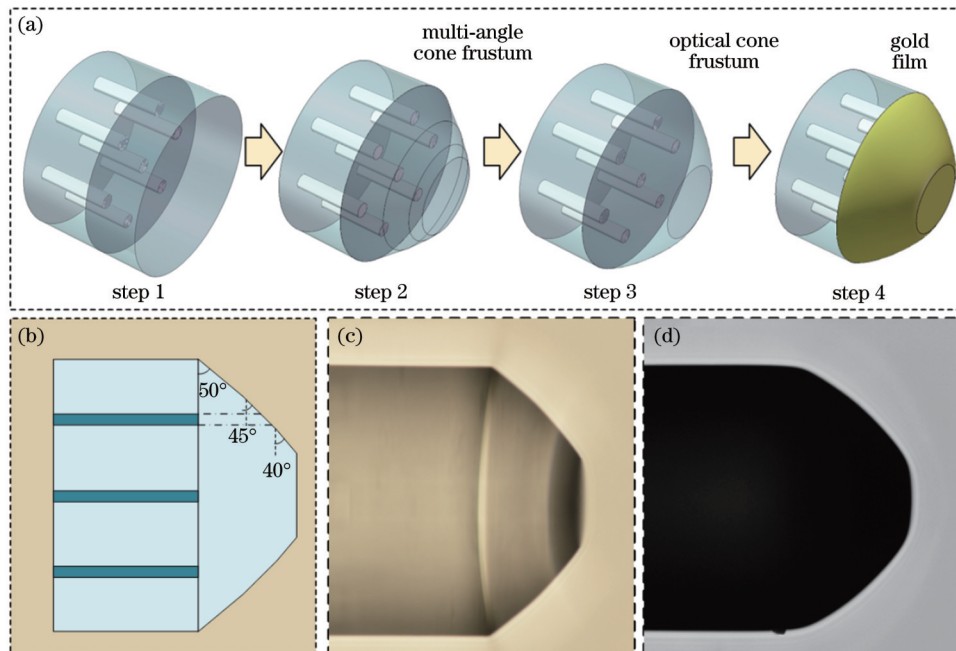 (a)
multi-angle
cone frustum
optical cone
frustum
gold
film
step 1
step 2
step 3
step 4
(b)
50°
45°
40°
(c)
(d)